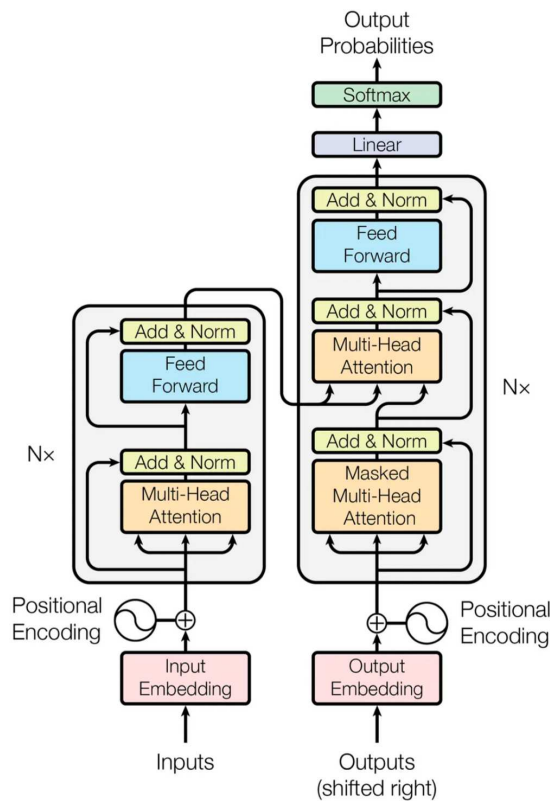 Output
Probabilities
Softmax
Linear
Add & Norm
Feed
Forward
Add & Norm
Multi-Head
Attention
Add & Norm
Masked
Multi-Head
Attention
N×
Add & Norm
Feed
Forward
Add & Norm
Multi-Head
Attention
N×
Positional
Encoding
Positional
Encoding
Input
Embedding
Output
Embedding
Inputs
Outputs
(shifted right)